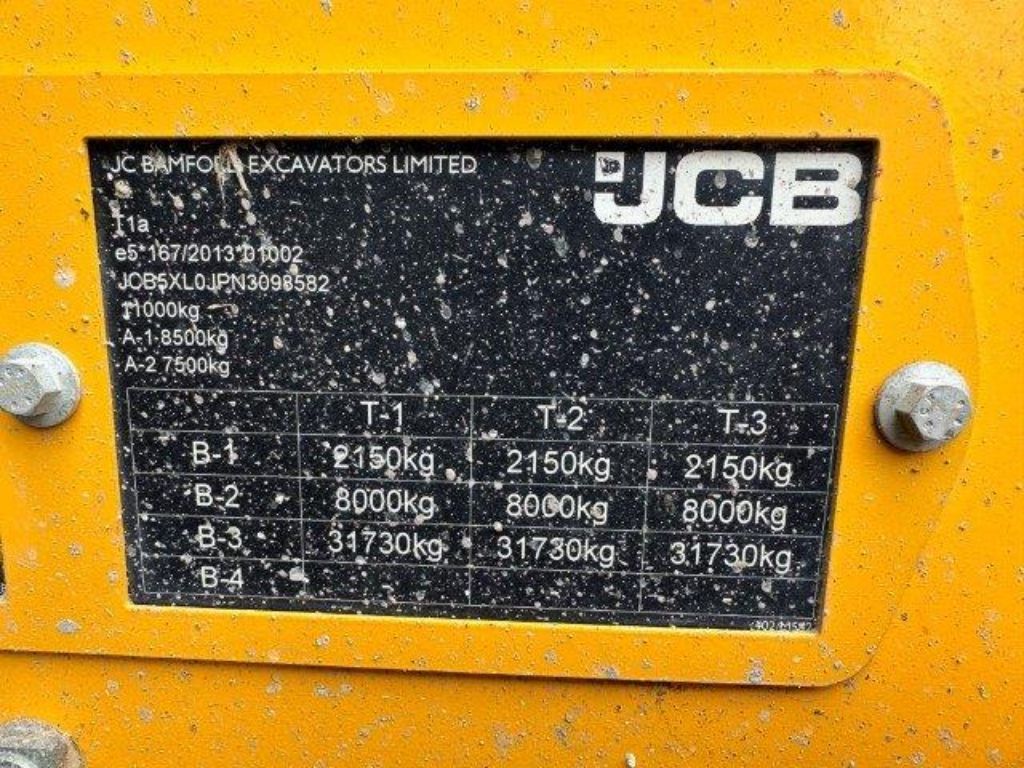 JC BAMFORD EXCAVATORS LIMITED
JCB
T1a
e5*167/2013*01002
JCB5XL0JPN3098582
11000kg
A-1 8500kg
A-2 7500kg
T-1 T-2 T-3
B-1 2150kg 2150kg 2150kg
B-2 8000kg 8000kg 8000kg
B-3 31730kg 31730kg 31730kg
B-4